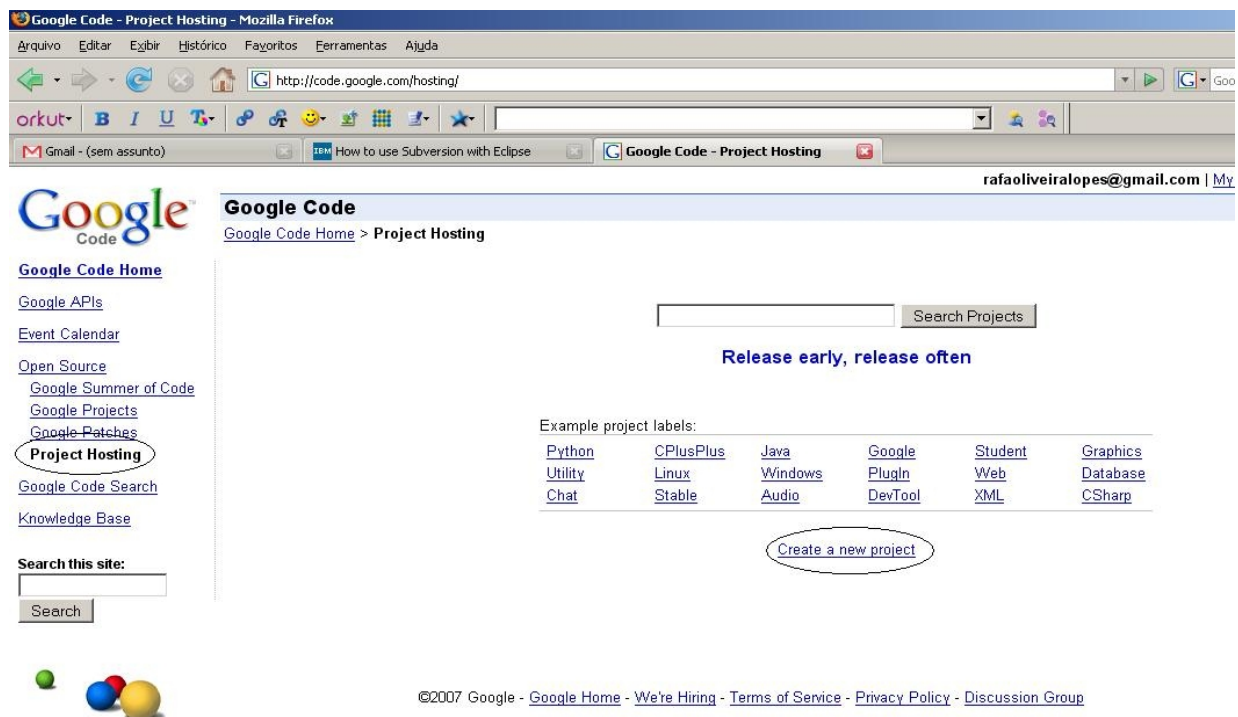 Google Code - Project Hosting - Mozilla Firefox
Arquivo Editar Exibir Histórico Favoritos Ferramentas Ajuda
http://code.google.com/hosting/
G Goo
orkut B I U T
Gmail - (sem assunto) IBM How to use Subversion with Eclipse G Google Code - Project Hosting
rafaoliveiralopes@gmail.com | My
Google Code
Google Code
Google Code Home > Project Hosting
Google Code Home
Google APIs
Event Calendar
Open Source
Google Summer of Code
Google Projects
Google Patches
Project Hosting
Google Code Search
Knowledge Base
Search this site:
Search
Search Projects
Release early, release often
Example project labels:
Python CPlusPlus Java Google Student Graphics
Utility Linux Windows PlugIn Web Database
Chat Stable Audio DevTool XML CSharp
Create a new project
©2007 Google - Google Home - We're Hiring - Terms of Service - Privacy Policy - Discussion Group